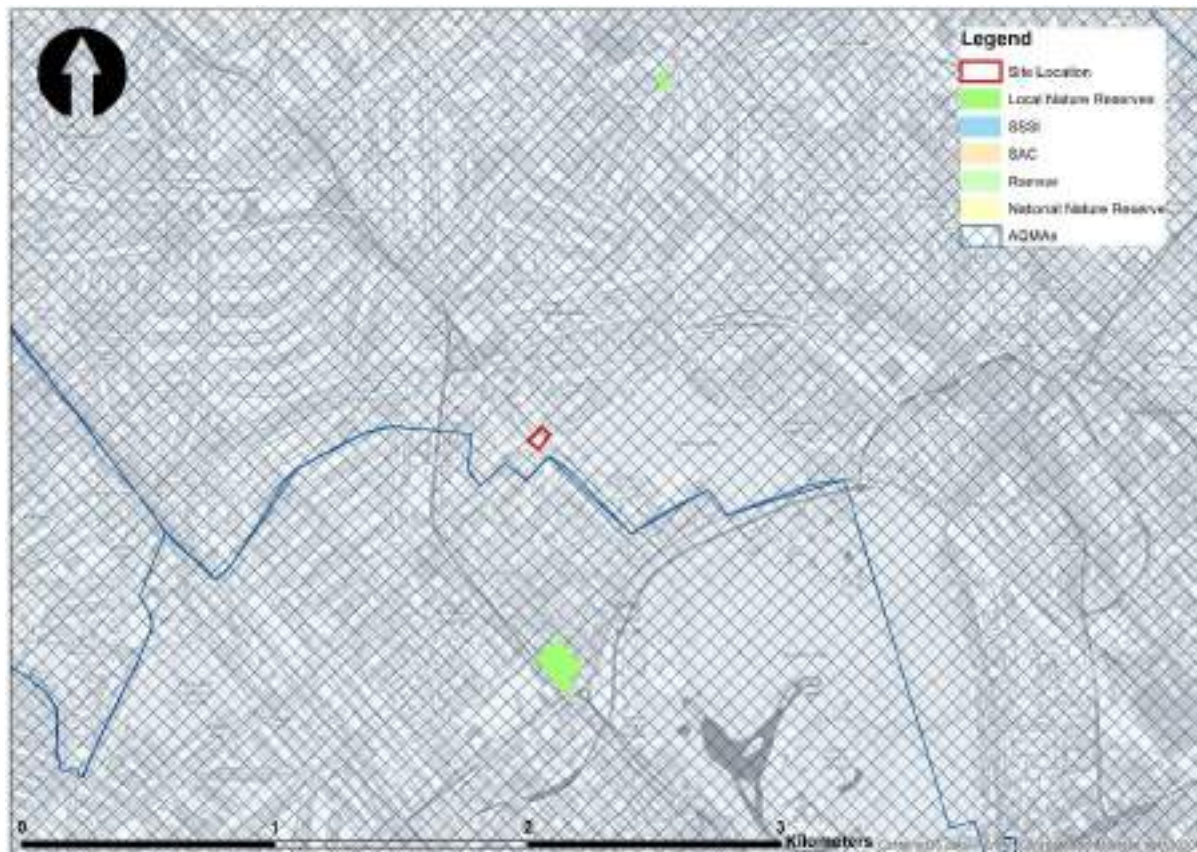 Legend
Site Location
Local Nature Reserves
SSSI
SAC
Ramsar
National Nature Reserve
AQMAs
0 1 2 3 Kilometers